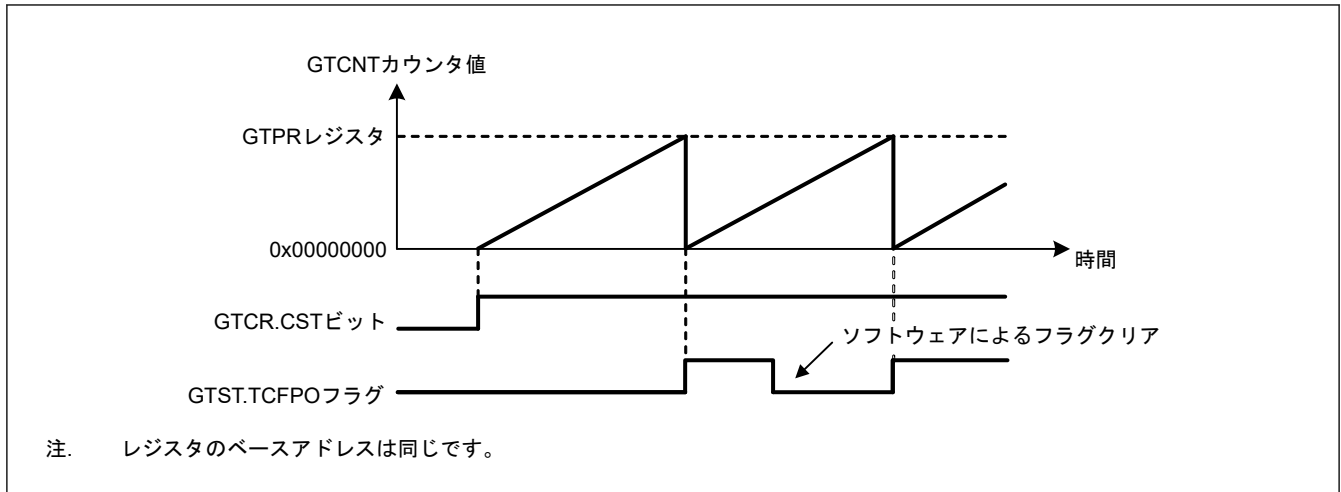 GTCNTカウンタ値
GTPRレジスタ
0x00000000
時間
GTCR.CSTビット
ソフトウェアによるフラグクリア
GTST.TCFPOフラグ
注. レジスタのベースアドレスは同じです。